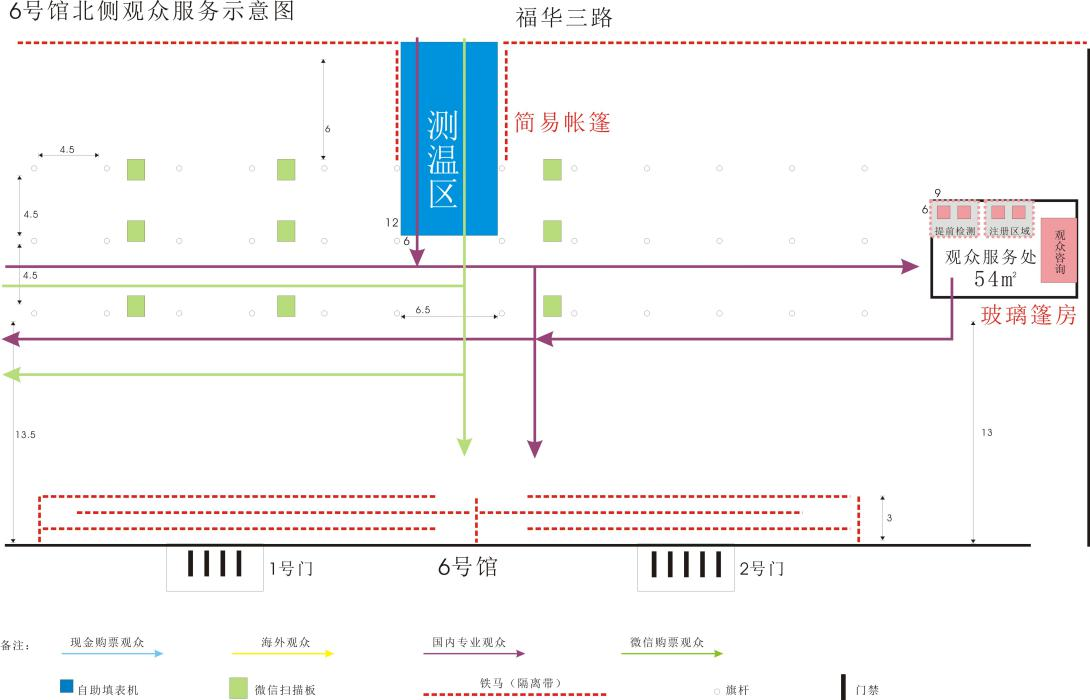 6号馆北侧观众服务示意图
福华三路
测温区
简易帐篷
6
4.5
4.5
12
6
9
6
提前检测
注册区域
观众咨询
观众服务处
54㎡
4.5
6.5
玻璃篷房
13.5
13
3
1号门
6号馆
2号门
备注：
现金购票观众
海外观众
国内专业观众
微信购票观众
自助填表机
微信扫描板
铁马（隔离带）
旗杆
门禁